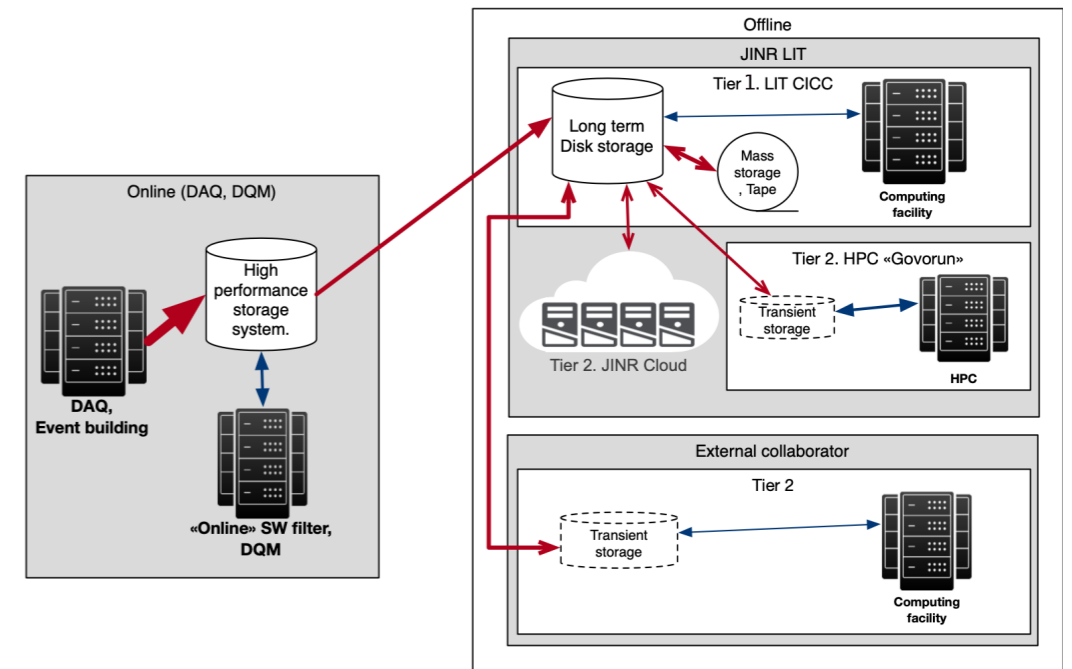 Offline
JINR LIT
Tier 1. LIT CICC
Long term
Disk storage
Mass
storage
, Tape
Computing
facility
Online (DAQ, DQM)
High
performance
storage
system.
DAQ,
Event building
«Online» SW filter,
DQM
Tier 2. JINR Cloud
Tier 2. HPC «Govorun»
Transient
storage
HPC
External collaborator
Tier 2
Transient
storage
Computing
facility